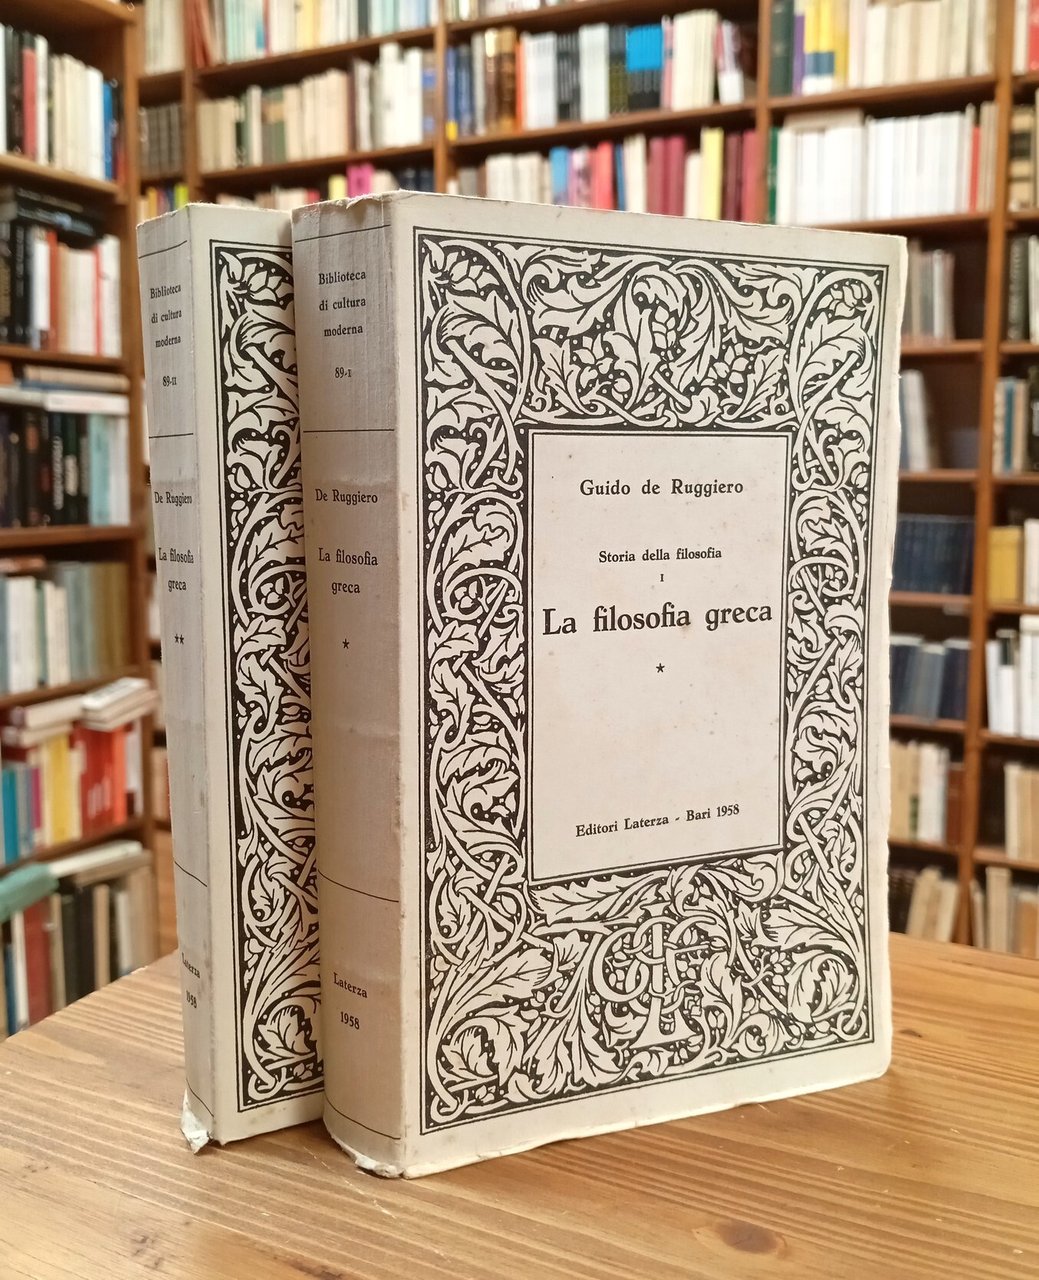 Biblioteca
di cultura
moderna
89-II
De Ruggiero
La filosofia
greca
**
Laterza
1958
Biblioteca
di cultura
moderna
89-I
De Ruggiero
La filosofia
greca
*
Laterza
1958
Guido de Ruggiero
Storia della filosofia
I
La filosofia greca
*
Editori Laterza - Bari 1958